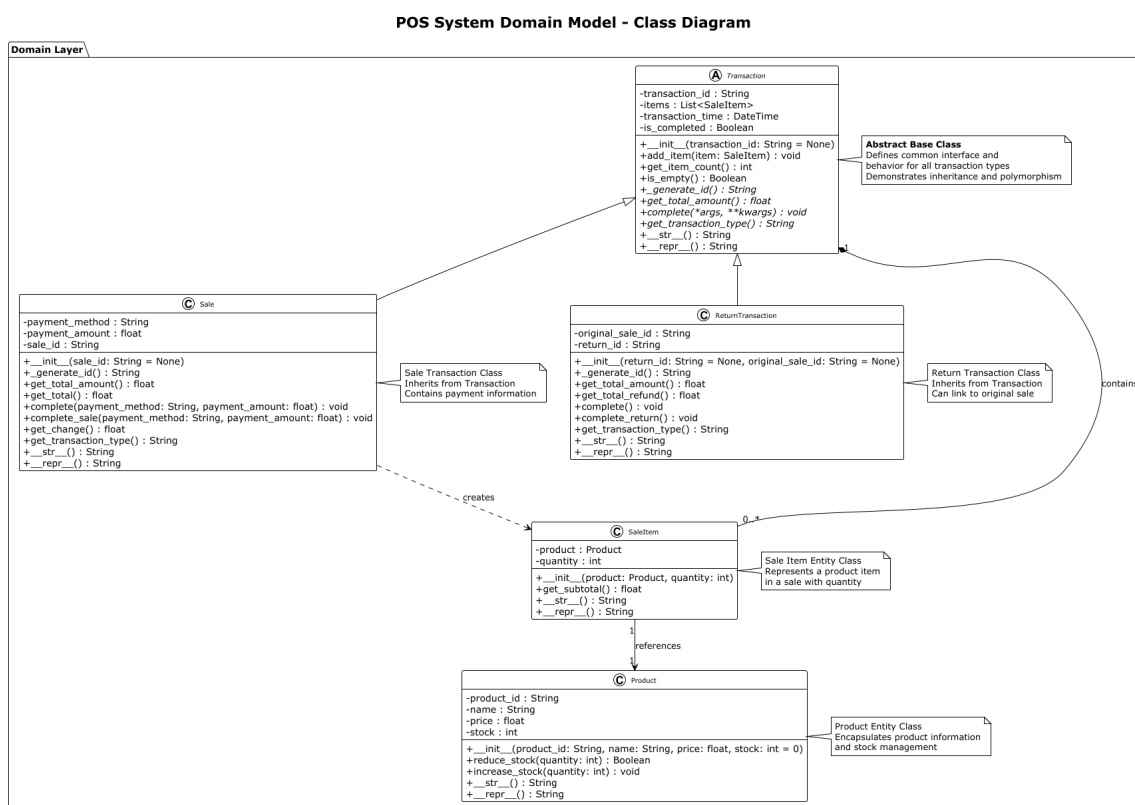 POS System Domain Model - Class Diagram
Domain Layer
A Transaction
-transaction_id : String
-items : List<SaleItem>
-transaction_time : DateTime
-is_completed : Boolean
+__init__(transaction_id: String = None)
+add_item(item: SaleItem) : void
+get_item_count() : int
+is_empty() : Boolean
+_generate_id() : String
+get_total_amount() : float
+complete(*args, **kwargs) : void
+get_transaction_type() : String
+__str__() : String
+__repr__() : String
Abstract Base Class
Defines common interface and
behavior for all transaction types
Demonstrates inheritance and polymorphism
1
C Sale
-payment_method : String
-payment_amount : float
-sale_id : String
+__init__(sale_id: String = None)
+_generate_id() : String
+get_total_amount() : float
+get_total() : float
+complete(payment_method: String, payment_amount: float) : void
+complete_sale(payment_method: String, payment_amount: float) : void
+get_change() : float
+get_transaction_type() : String
+__str__() : String
+__repr__() : String
Sale Transaction Class
Inherits from Transaction
Contains payment information
C ReturnTransaction
-original_sale_id : String
-return_id : String
+__init__(return_id: String = None, original_sale_id: String = None)
+_generate_id() : String
+get_total_amount() : float
+get_total_refund() : float
+complete() : void
+complete_return() : void
+get_transaction_type() : String
+__str__() : String
+__repr__() : String
Return Transaction Class
Inherits from Transaction
Can link to original sale
contains
creates
0..*
C SaleItem
-product : Product
-quantity : int
+__init__(product: Product, quantity: int)
+get_subtotal() : float
+__str__() : String
+__repr__() : String
Sale Item Entity Class
Represents a product item
in a sale with quantity
1
references
1
C Product
-product_id : String
-name : String
-price : float
-stock : int
+__init__(product_id: String, name: String, price: float, stock: int = 0)
+reduce_stock(quantity: int) : Boolean
+increase_stock(quantity: int) : void
+__str__() : String
+__repr__() : String
Product Entity Class
Encapsulates product information
and stock management